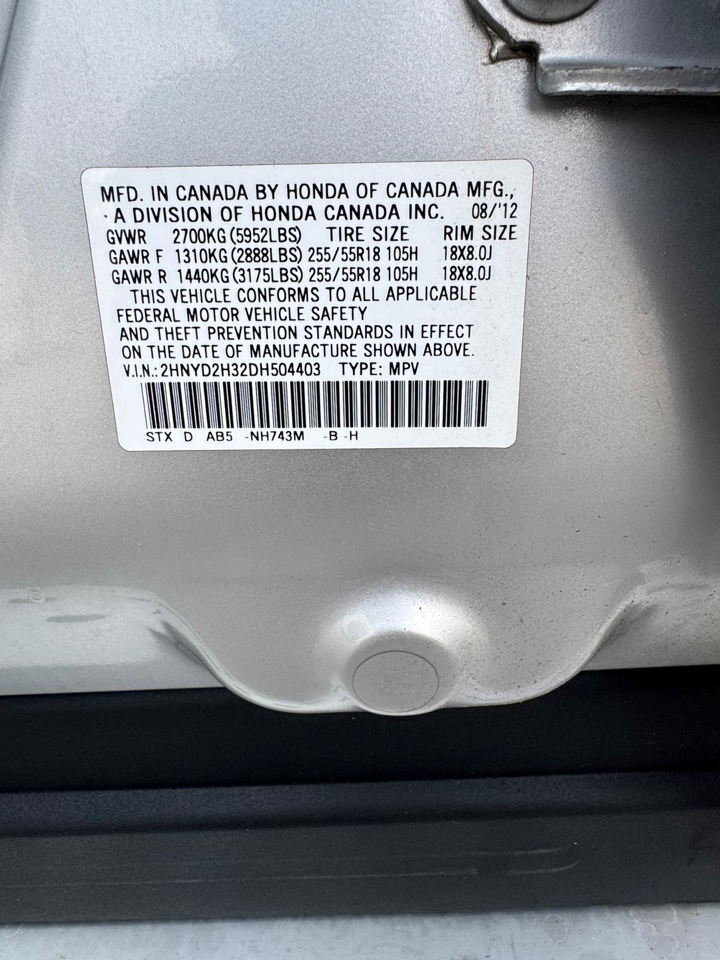 MFD. IN CANADA BY HONDA OF CANADA MFG.,
A DIVISION OF HONDA CANADA INC. 08/'12
GVWR 2700KG (5952LBS) TIRE SIZE RIM SIZE
GAWR F 1310KG (2888LBS) 255/55R18 105H 18X8.0J
GAWR R 1440KG (3175LBS) 255/55R18 105H 18X8.0J
THIS VEHICLE CONFORMS TO ALL APPLICABLE
FEDERAL MOTOR VEHICLE SAFETY
AND THEFT PREVENTION STANDARDS IN EFFECT
ON THE DATE OF MANUFACTURE SHOWN ABOVE.
V.I.N.: 2HNYD2H32DH504403 TYPE: MPV
STX D AB5 -NH743M -B -H